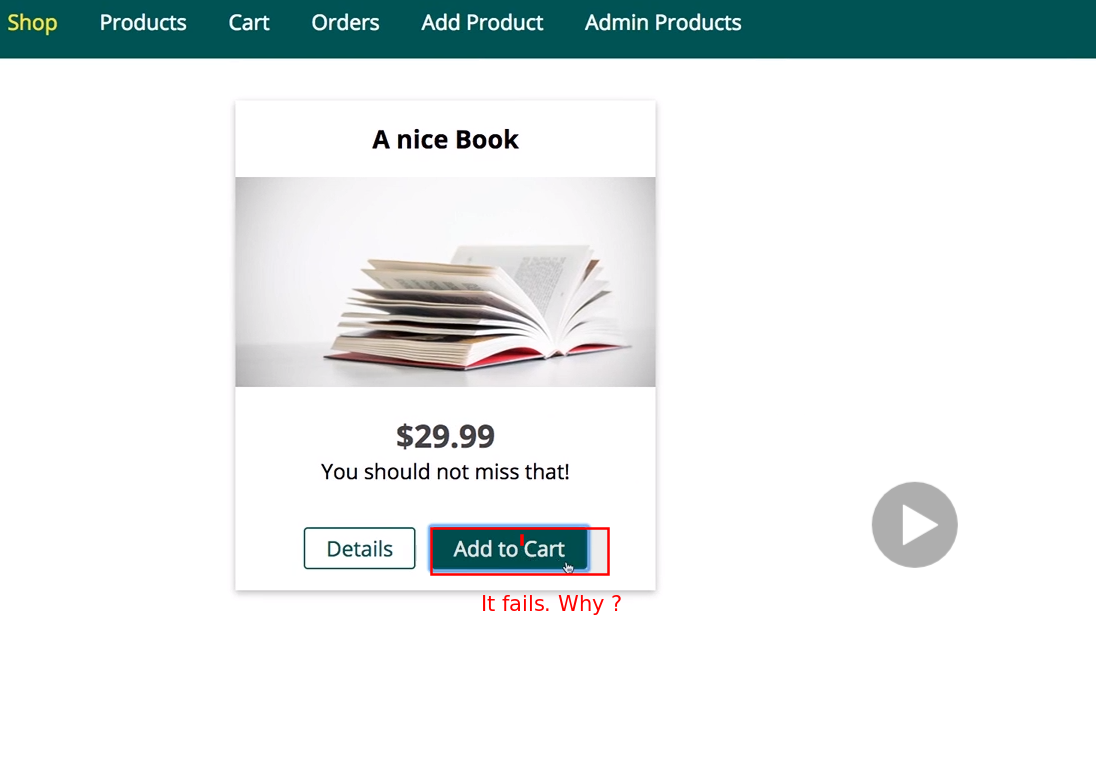 Shop Products Cart Orders Add Product Admin Products
A nice Book
$29.99
You should not miss that!
Details Add to Cart
It fails. Why ?